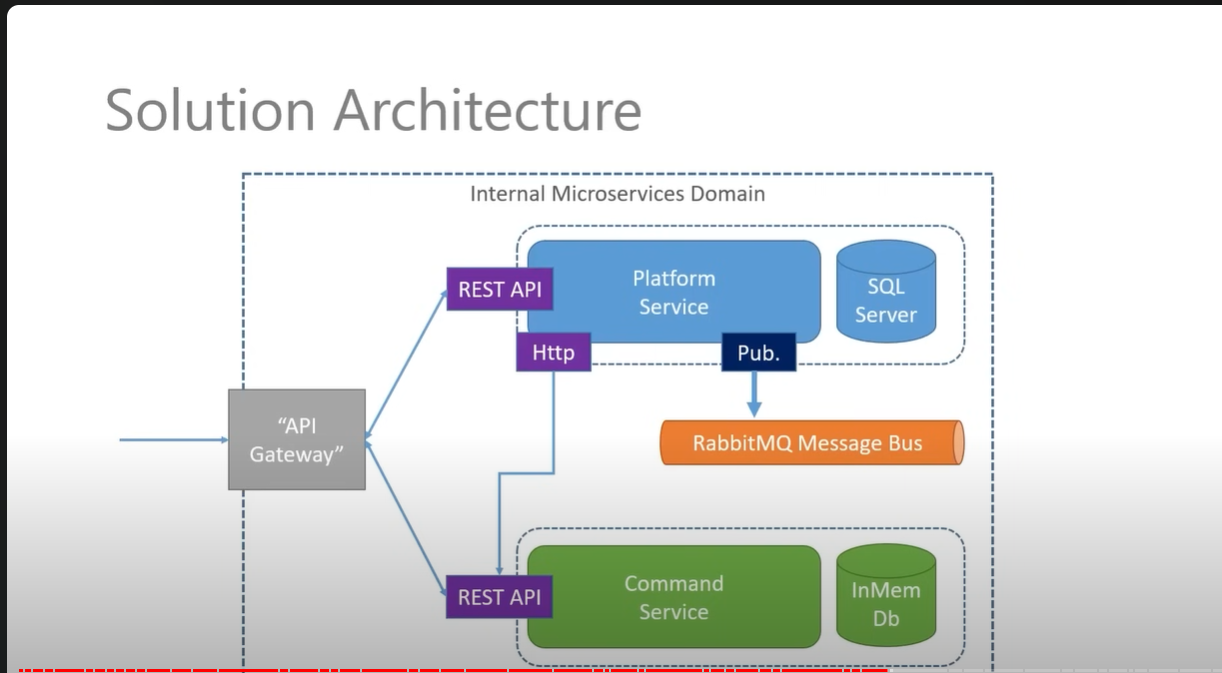 Solution Architecture
Internal Microservices Domain
REST API
Platform
Service
SQL
Server
Http
Pub.
“API
Gateway”
RabbitMQ Message Bus
REST API
Command
Service
InMem
Db